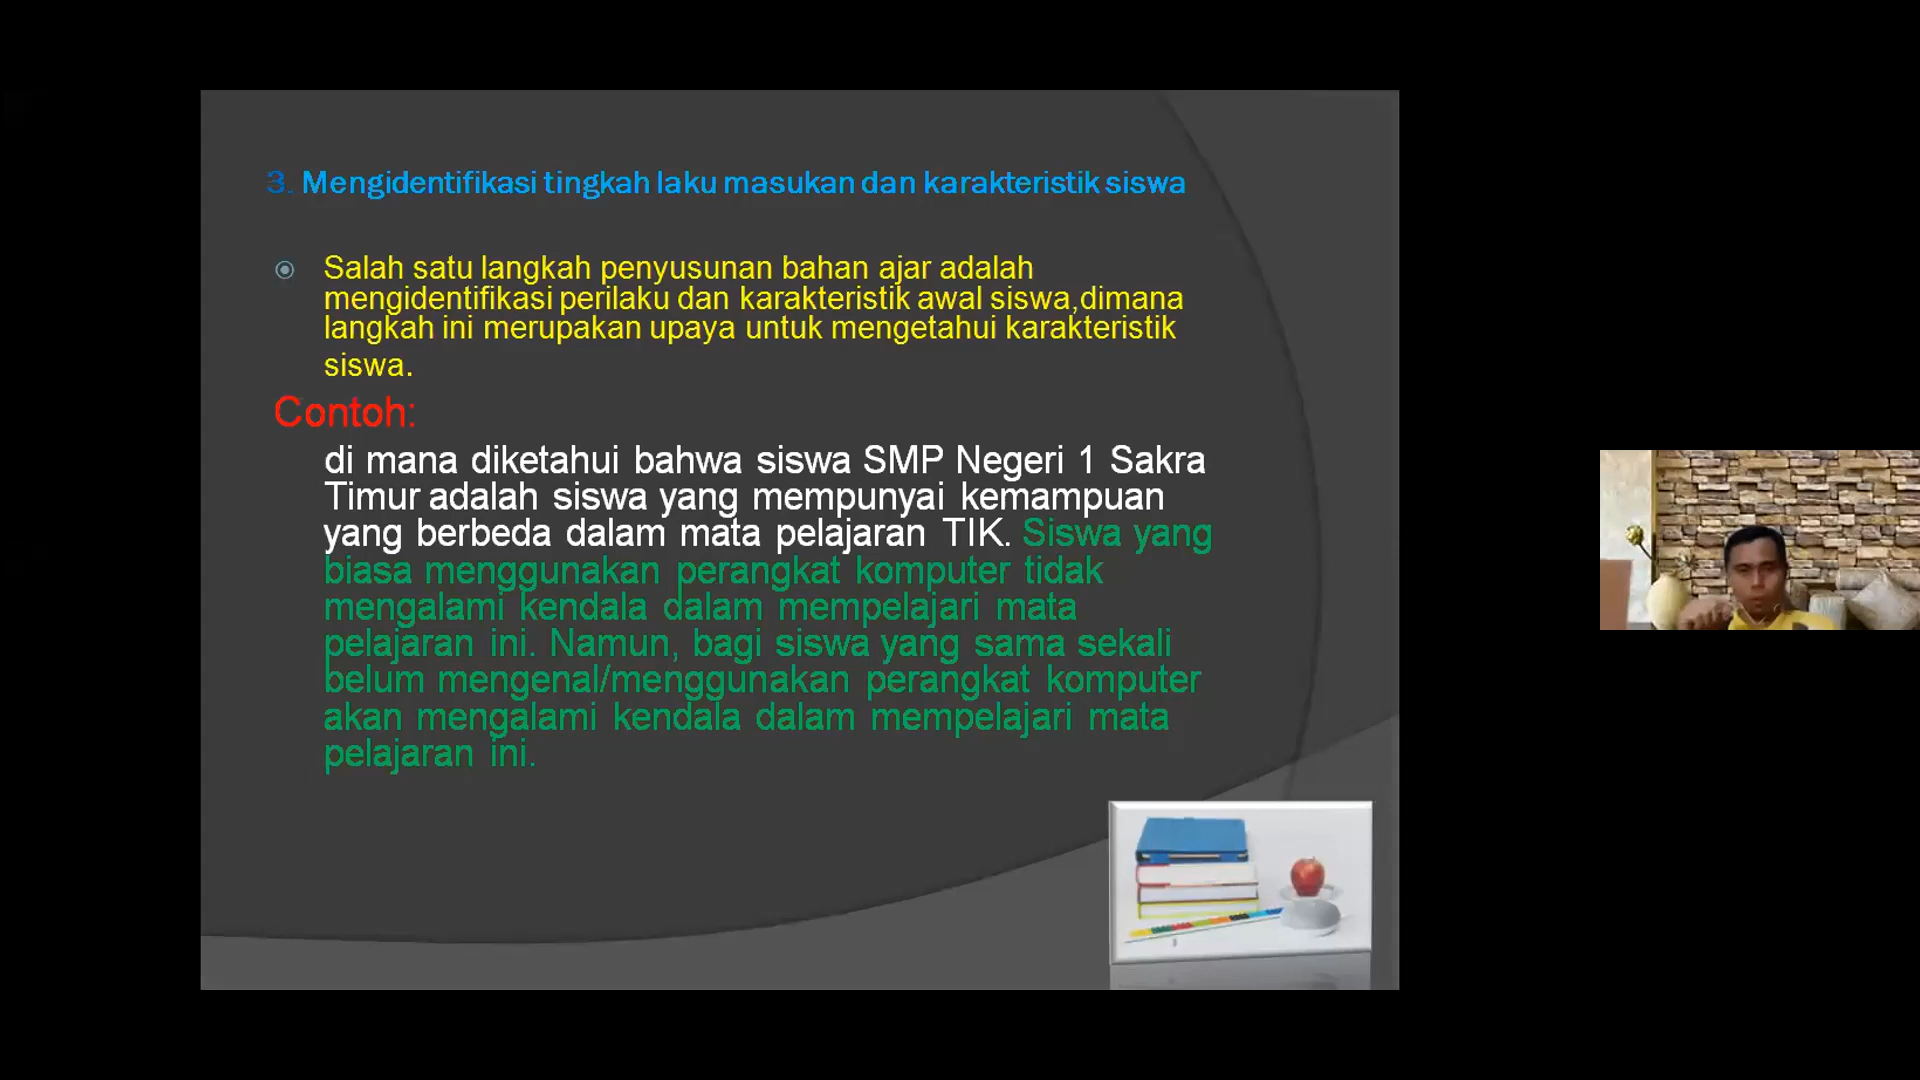 3. Mengidentifikasi tingkah laku masukan dan karakteristik siswa
Salah satu langkah penyusunan bahan ajar adalah
mengidentifikasi perilaku dan karakteristik awal siswa,dimana
langkah ini merupakan upaya untuk mengetahui karakteristik
siswa.
Contoh:
di mana diketahui bahwa siswa SMP Negeri 1 Sakra
Timur adalah siswa yang mempunyai kemampuan
yang berbeda dalam mata pelajaran TIK. Siswa yang
biasa menggunakan perangkat komputer tidak
mengalami kendala dalam mempelajari mata
pelajaran ini. Namun, bagi siswa yang sama sekali
belum mengenal/menggunakan perangkat komputer
akan mengalami kendala dalam mempelajari mata
pelajaran ini.